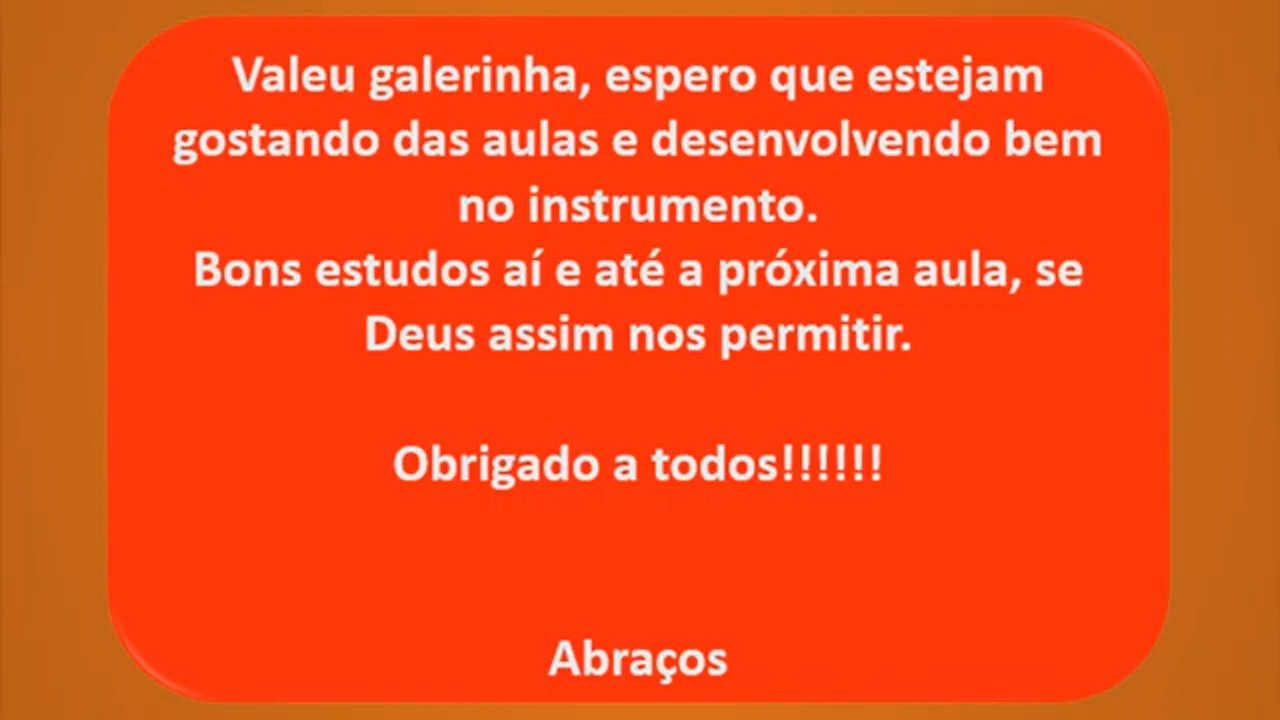 Valeu galerinha, espero que estejam
gostando das aulas e desenvolvendo bem
no instrumento.
Bons estudos aí e até a próxima aula, se
Deus assim nos permitir.
Obrigado a todos!!!!!!
Abraços